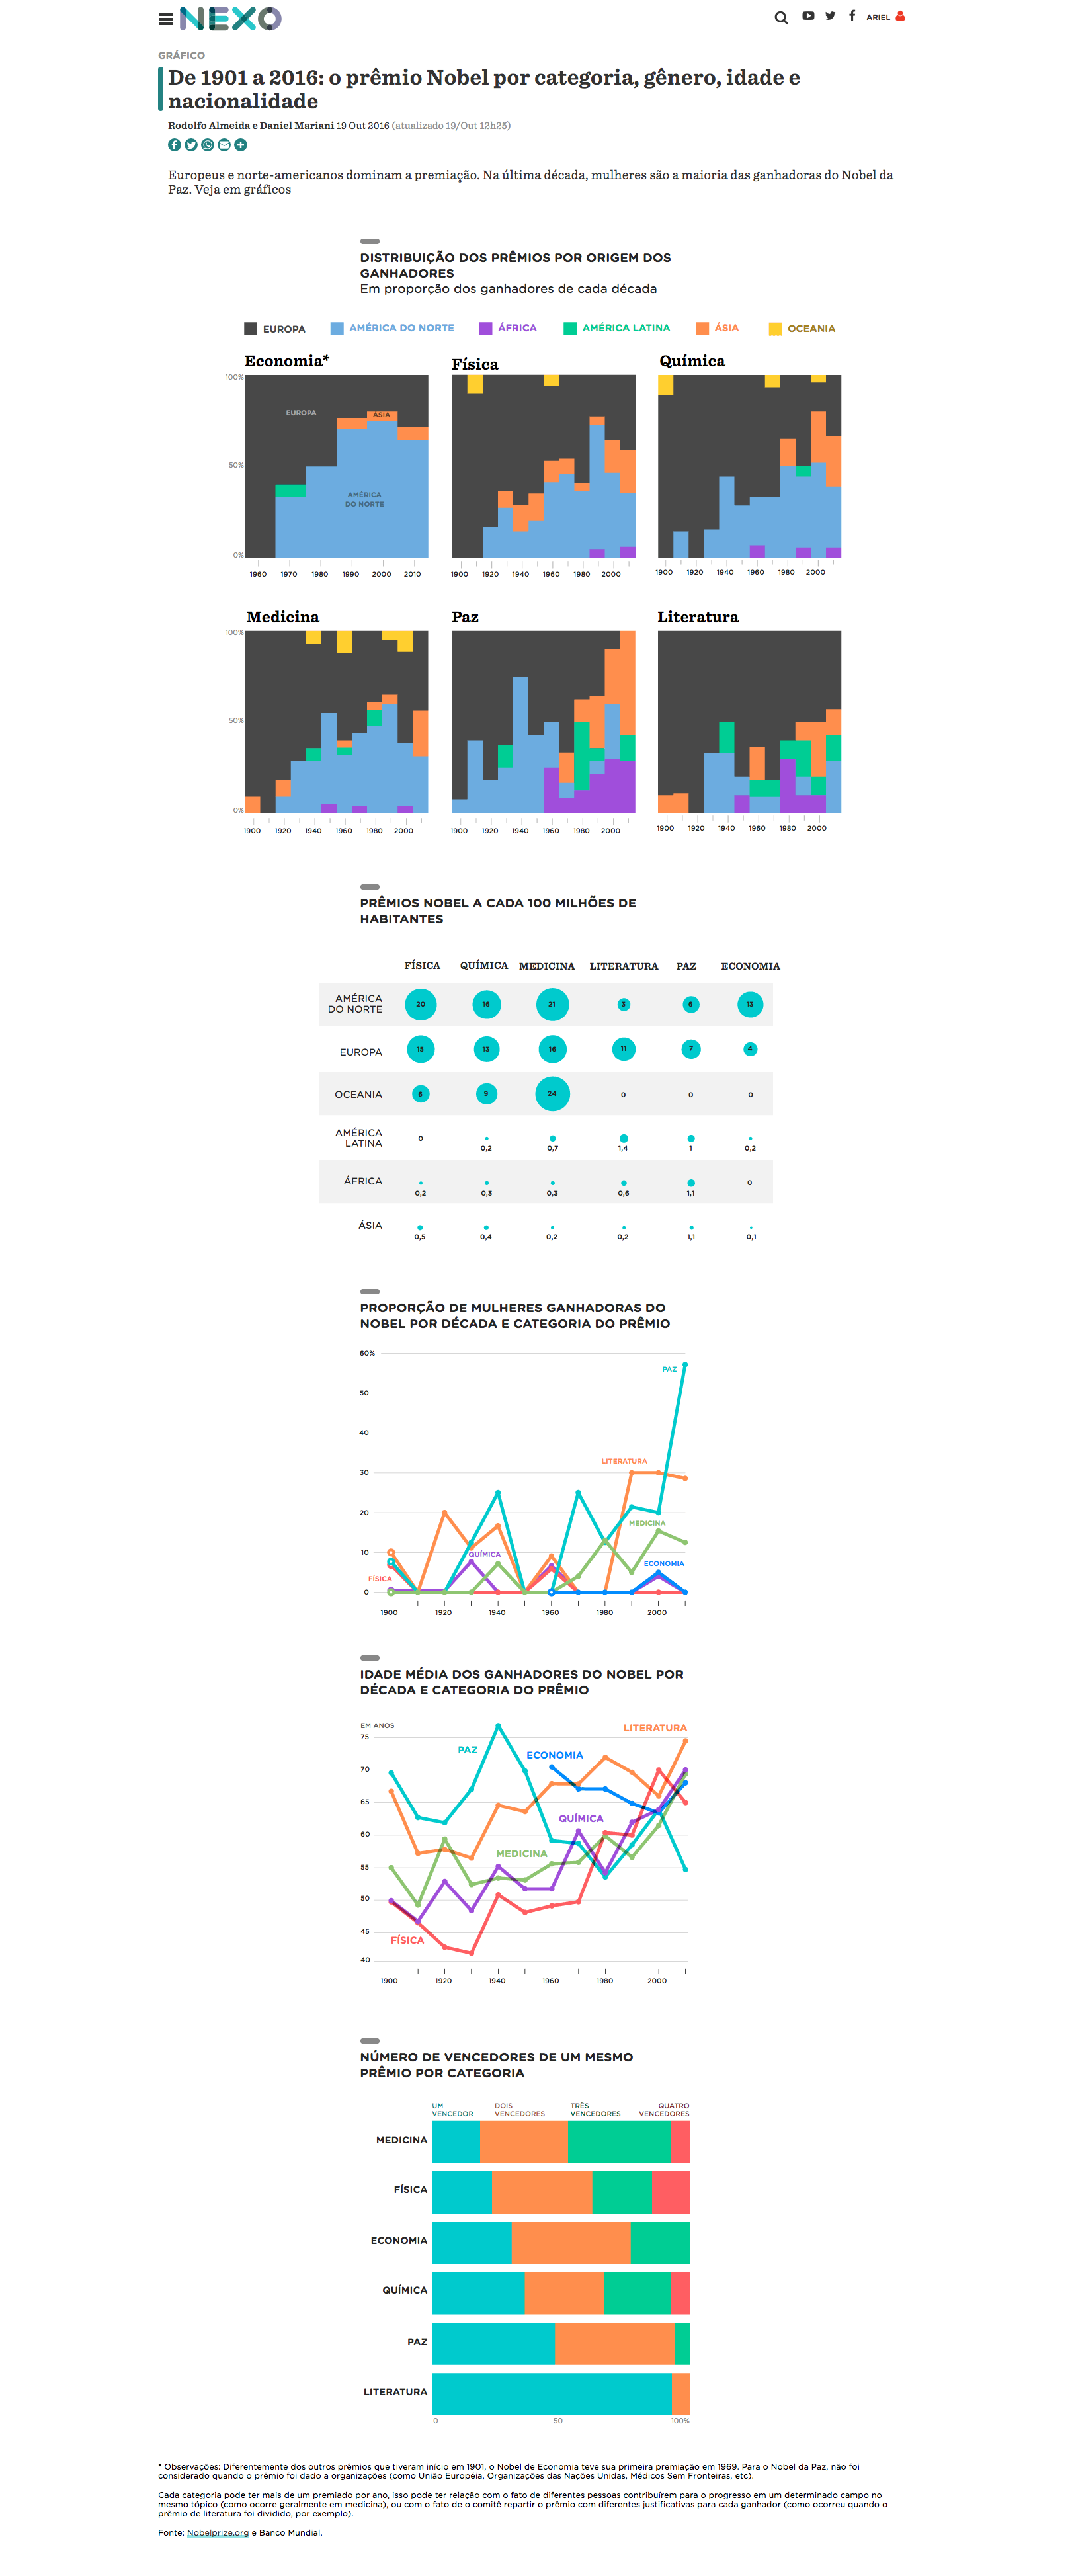 NEXO
ARIEL
GRÁFICO
De 1901 a 2016: o prêmio Nobel por categoria, gênero, idade e
nacionalidade
Rodolfo Almeida e Daniel Mariani 19 Out 2016 (atualizado 19/Out 12h25)
Europeus e norte-americanos dominam a premiação. Na última década, mulheres são a maioria das ganhadoras do Nobel da
Paz. Veja em gráficos
DISTRIBUIÇÃO DOS PRÊMIOS POR ORIGEM DOS
GANHADORES
Em proporção dos ganhadores de cada década
EUROPA AMÉRICA DO NORTE ÁFRICA AMÉRICA LATINA ÁSIA OCEANIA
Economia* Física Química
100%
EUROPA ÁSIA
50%
AMÉRICA
DO NORTE
0%
1960 1970 1980 1990 2000 2010 1900 1920 1940 1960 1980 2000 1900 1920 1940 1960 1980 2000
Medicina Paz Literatura
100%
50%
0%
1900 1920 1940 1960 1980 2000 1900 1920 1940 1960 1980 2000 1900 1920 1940 1960 1980 2000
PRÊMIOS NOBEL A CADA 100 MILHÕES DE
HABITANTES
FÍSICA QUÍMICA MEDICINA LITERATURA PAZ ECONOMIA
AMÉRICA
DO NORTE 20 16 21 3 6 13
EUROPA 15 13 16 11 7 4
OCEANIA 6 9 24 0 0 0
AMÉRICA
LATINA 0 0,2 0,7 1,4 1 0,2
ÁFRICA 0,2 0,3 0,3 0,6 1,1 0
ÁSIA 0,5 0,4 0,2 0,2 1,1 0,1
PROPORÇÃO DE MULHERES GANHADORAS DO
NOBEL POR DÉCADA E CATEGORIA DO PRÊMIO
60%
PAZ
50
40
LITERATURA
30
20
MEDICINA
10
QUÍMICA
ECONOMIA
FÍSICA
0
1900 1920 1940 1960 1980 2000
IDADE MÉDIA DOS GANHADORES DO NOBEL POR
DÉCADA E CATEGORIA DO PRÊMIO
EM ANOS
LITERATURA
75
PAZ
ECONOMIA
70
65
QUÍMICA
60
MEDICINA
55
50
45
FÍSICA
40
1900 1920 1940 1960 1980 2000
NÚMERO DE VENCEDORES DE UM MESMO
PRÊMIO POR CATEGORIA
UM DOIS TRÊS QUATRO
VENCEDOR VENCEDORES VENCEDORES VENCEDORES
MEDICINA
FÍSICA
ECONOMIA
QUÍMICA
PAZ
LITERATURA
0 50 100%
* Observações: Diferentemente dos outros prêmios que tiveram início em 1901, o Nobel de Economia teve sua primeira premiação em 1969. Para o Nobel da Paz, não foi
considerado quando o prêmio foi dado a organizações (como União Européia, Organizações das Nações Unidas, Médicos Sem Fronteiras, etc).
Cada categoria pode ter mais de um premiado por ano, isso pode ter relação com o fato de diferentes pessoas contribuírem para o progresso em um determinado campo no
mesmo tópico (como ocorre geralmente em medicina), ou com o fato de o comitê repartir o prêmio com diferentes justificativas para cada ganhador (como ocorreu quando o
prêmio de literatura foi dividido, por exemplo).
Fonte: Nobelprize.org e Banco Mundial.